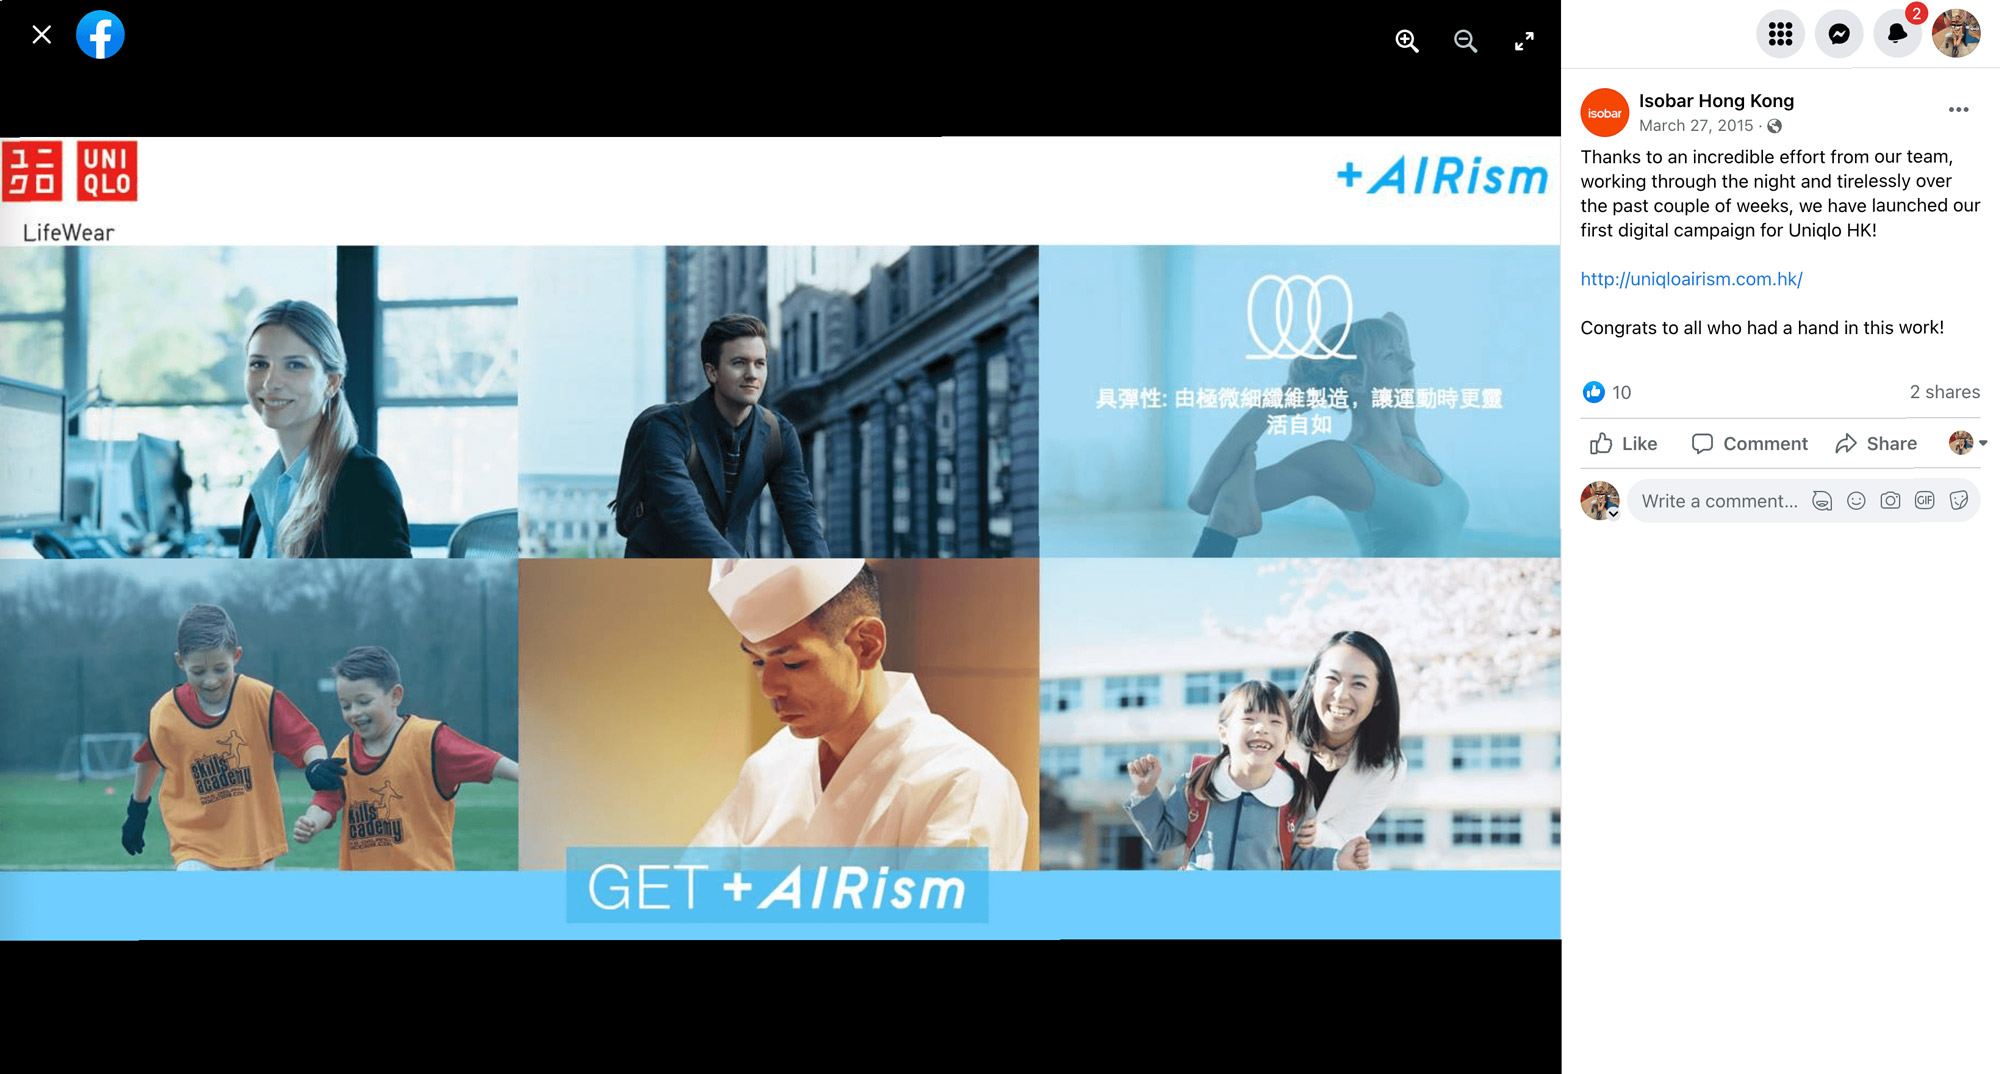 ユニ
クロ
UNI
QLO
LifeWear
+AIRism
具彈性: 由極微細纖維製造，讓運動時更靈
活自如
skills
academy
kills
cademy
GET +AIRism
2
isobar
Isobar Hong Kong
March 27, 2015 ·
Thanks to an incredible effort from our team,
working through the night and tirelessly over
the past couple of weeks, we have launched our
first digital campaign for Uniqlo HK!
http://uniqloairism.com.hk/
Congrats to all who had a hand in this work!
10
2 shares
Like
Comment
Share
Write a comment...
GIF